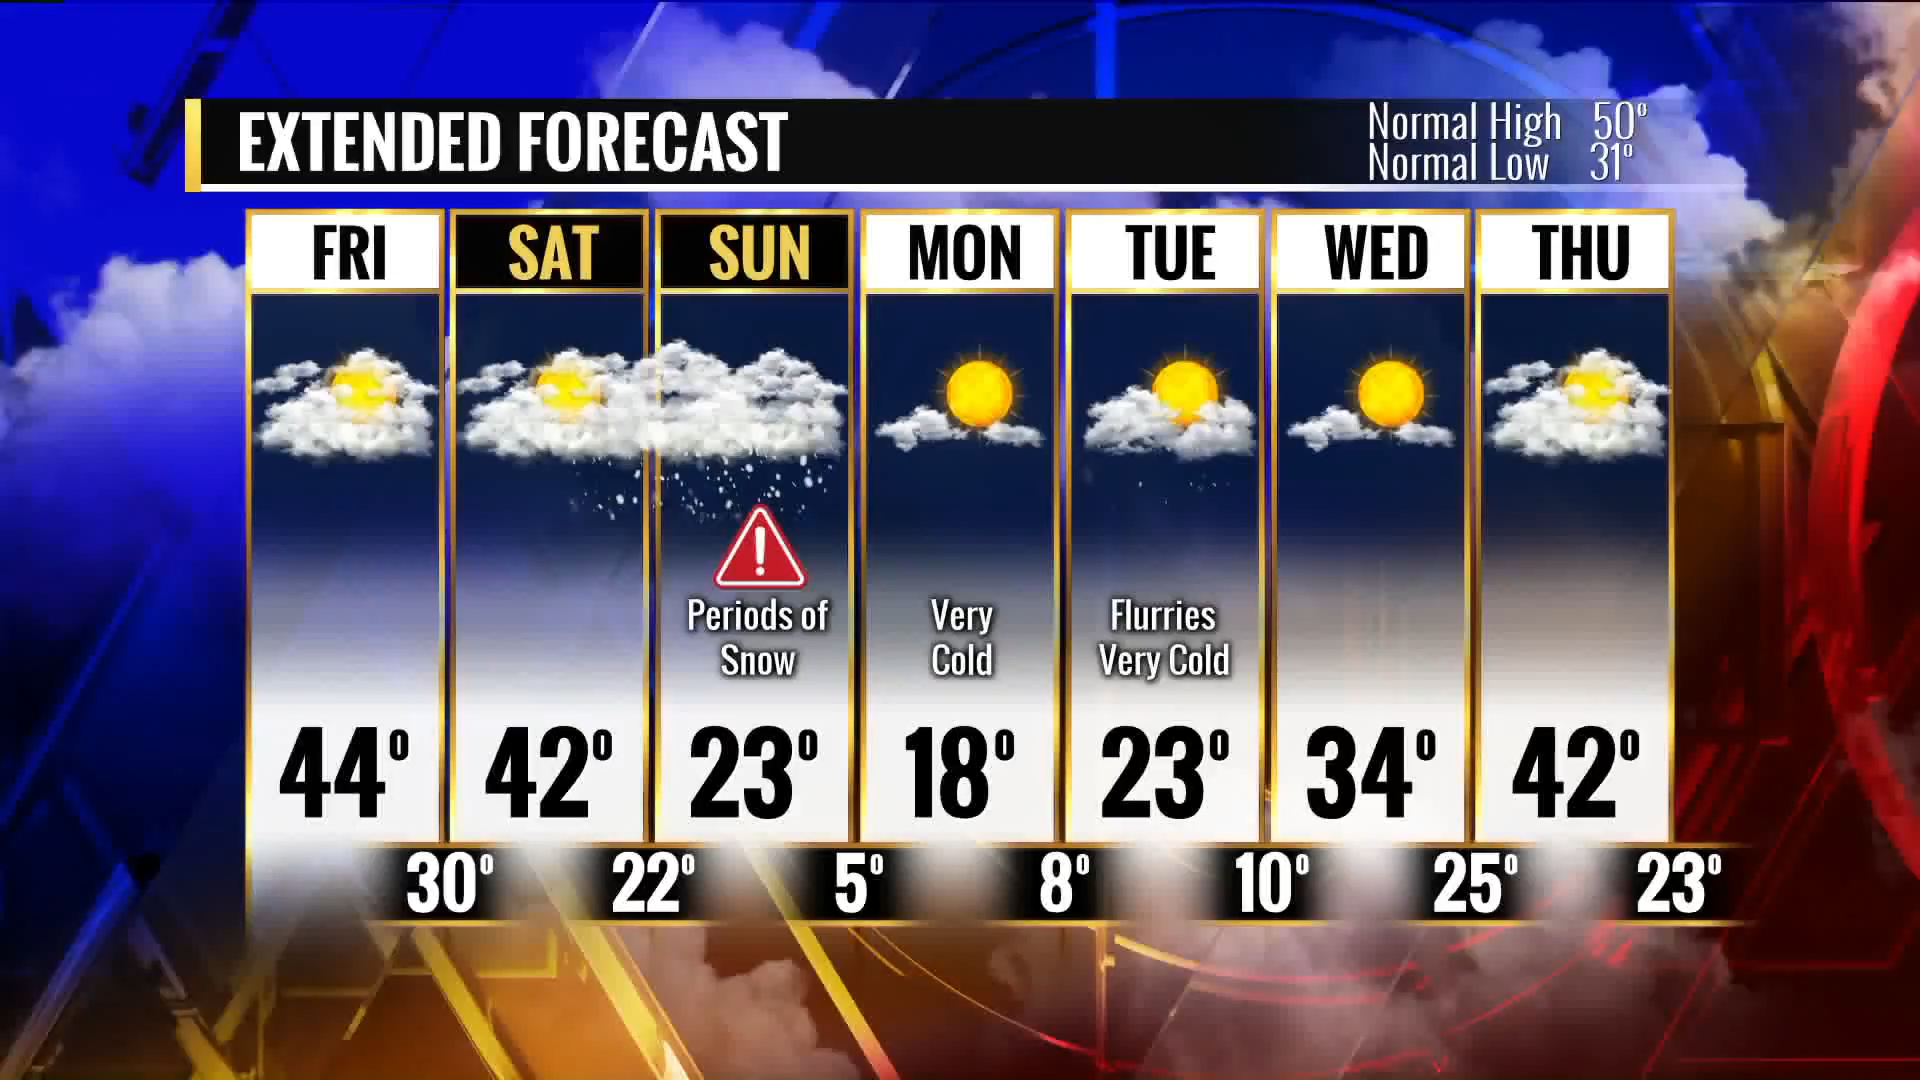 EXTENDED FORECAST
Normal High 50°
Normal Low 31°
FRI SAT SUN MON TUE WED THU
!
Periods of Snow
Very Cold
Flurries
Very Cold
44° 42° 23° 18° 23° 34° 42°
30° 22° 5° 8° 10° 25° 23°